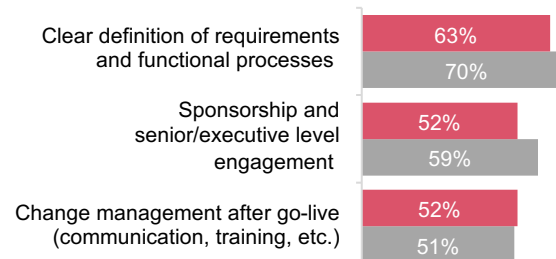 Clear definition of requirements
and functional processes
63%
70%
Sponsorship and
senior/executive level
engagement
52%
59%
Change management after go-live
(communication, training, etc.)
52%
51%